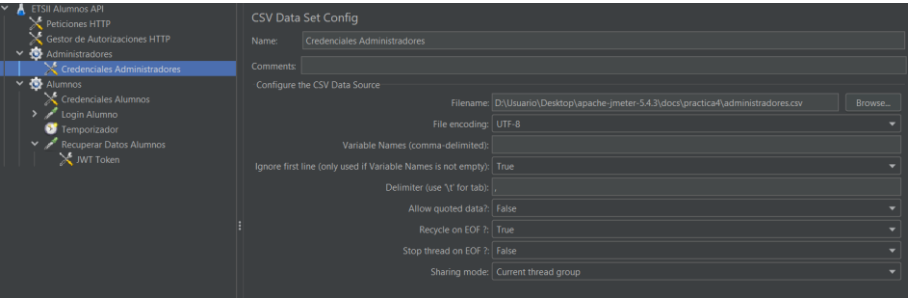 ETSII Alumnos API
Peticiones HTTP
Gestor de Autorizaciones HTTP
Administradores
Credenciales Administradores
Alumnos
Credenciales Alumnos
Login Alumno
Temporizador
Recuperar Datos Alumnos
JWT Token
CSV Data Set Config
Name: Credenciales Administradores
Comments:
Configure the CSV Data Source
Filename: D:\Usuario\Desktop\apache-jmeter-5.4.3\docs\practica4\administradores.csv Browse...
File encoding: UTF-8
Variable Names (comma-delimited):
Ignore first line (only used if Variable Names is not empty): True
Delimiter (use '\t' for tab): ,
Allow quoted data?: False
Recycle on EOF ?: True
Stop thread on EOF ?: False
Sharing mode: Current thread group